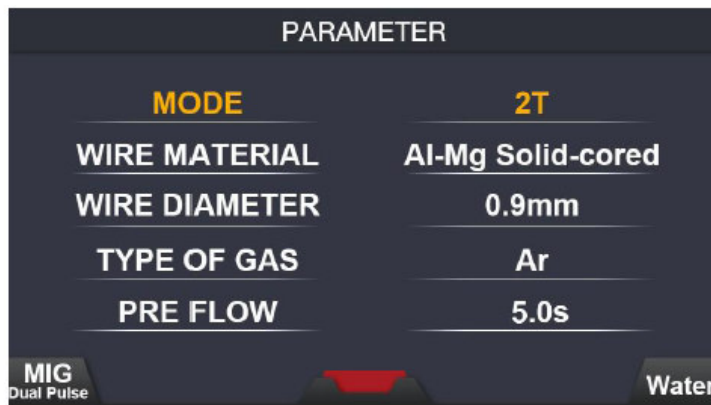 PARAMETER
MODE 2T
WIRE MATERIAL Al-Mg Solid-cored
WIRE DIAMETER 0.9mm
TYPE OF GAS Ar
PRE FLOW 5.0s
MIG
Dual Pulse
Water